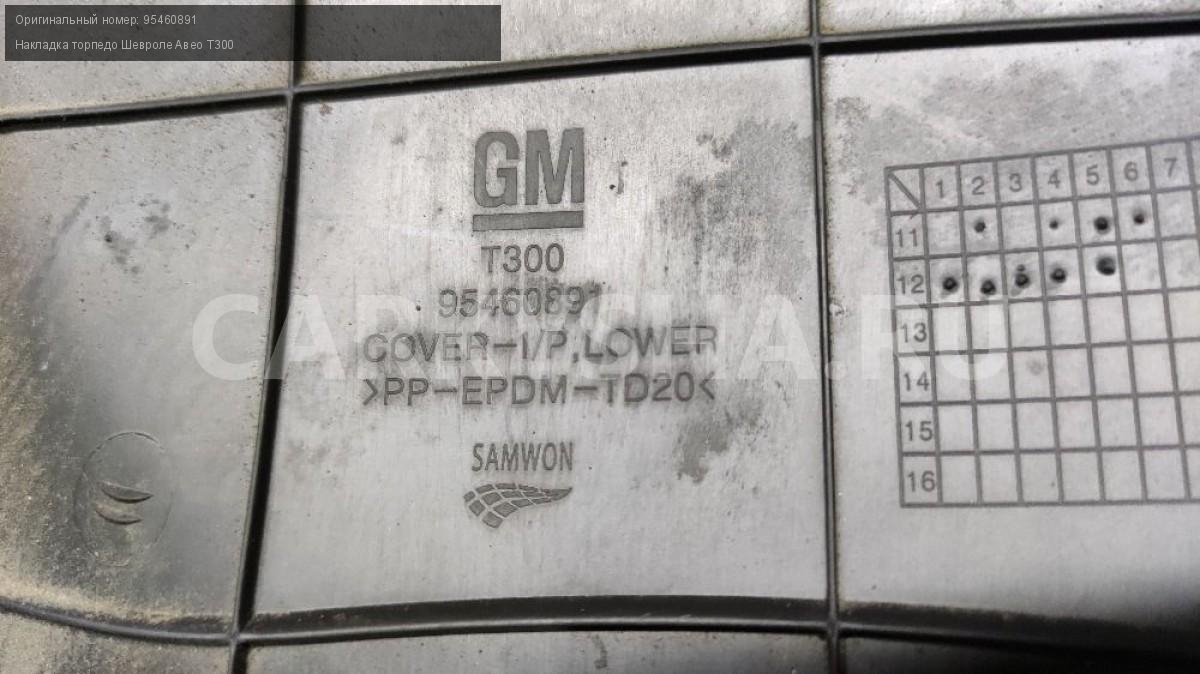 Оригинальный номер: 95460891
Накладка торпедо Шевроле Авео Т300
GM
T300
95460891
COVER-I/P,LOWER
>PP-EPDM-TD20<
SAMWON
1 2 3 4 5 6 7
11
12
13
14
15
16